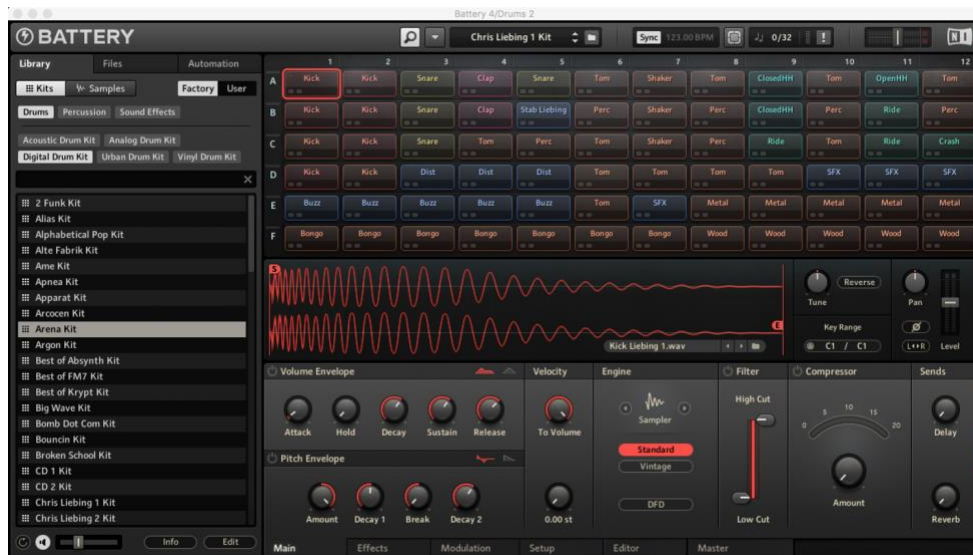 Battery 4/Drums 2
BATTERY
Chris Liebing 1 Kit
Sync 123.00 BPM
0/32
!
NI
Library Files Automation
Kits Samples Factory User
Drums Percussion Sound Effects
Acoustic Drum Kit Analog Drum Kit
Digital Drum Kit Urban Drum Kit Vinyl Drum Kit
2 Funk Kit
Alias Kit
Alphabetical Pop Kit
Alte Fabrik Kit
Ame Kit
Apnea Kit
Apparat Kit
Arcocen Kit
Arena Kit
Argon Kit
Best of Absynth Kit
Best of FM7 Kit
Best of Krypt Kit
Big Wave Kit
Bomb Dot Com Kit
Bouncin Kit
Broken School Kit
CD 1 Kit
CD 2 Kit
Chris Liebing 1 Kit
Chris Liebing 2 Kit
Info Edit
1 2 3 4 5 6 7 8 9 10 11 12
A Kick Kick Snare Clap Snare Tom Shaker Tom ClosedHH Tom OpenHH Tom
B Kick Kick Snare Clap Stab Liebing Perc Shaker Perc ClosedHH Perc Ride Perc
C Kick Kick Snare Tom Perc Tom Shaker Perc Ride Tom Ride Crash
D Kick Kick Dist Dist Dist Tom Tom Tom Tom SFX SFX SFX
E Buzz Buzz Buzz Buzz Buzz Tom SFX Metal Metal Metal Metal Metal
F Bongo Bongo Bongo Bongo Bongo Bongo Bongo Wood Wood Wood Wood Wood
S
E
Kick Liebing 1.wav
Tune Reverse
Pan
Key Range
C1 / C1
L R Level
Volume Envelope
Attack Hold Decay Sustain Release
Pitch Envelope
Amount Decay 1 Break Decay 2
Velocity
To Volume
0.00 st
Engine
Sampler
Standard
Vintage
DFD
Filter
High Cut
Low Cut
Compressor
0 5 10 15 20
Amount
Sends
Delay
Reverb
Main Effects Modulation Setup Editor Master